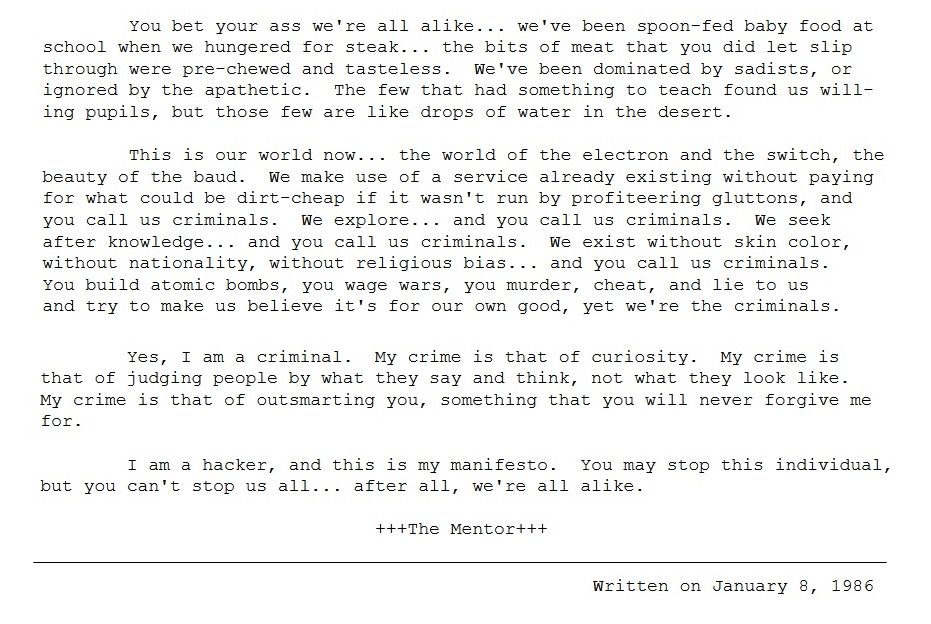 You bet your ass we're all alike... we've been spoon-fed baby food at
school when we hungered for steak... the bits of meat that you did let slip
through were pre-chewed and tasteless.  We've been dominated by sadists, or
ignored by the apathetic.  The few that had something to teach found us will-
ing pupils, but those few are like drops of water in the desert.
This is our world now... the world of the electron and the switch, the
beauty of the baud.  We make use of a service already existing without paying
for what could be dirt-cheap if it wasn't run by profiteering gluttons, and
you call us criminals.  We explore... and you call us criminals.  We seek
after knowledge... and you call us criminals.  We exist without skin color,
without nationality, without religious bias... and you call us criminals.
You build atomic bombs, you wage wars, you murder, cheat, and lie to us
and try to make us believe it's for our own good, yet we're the criminals.
Yes, I am a criminal.  My crime is that of curiosity.  My crime is
that of judging people by what they say and think, not what they look like.
My crime is that of outsmarting you, something that you will never forgive me
for.
I am a hacker, and this is my manifesto.  You may stop this individual,
but you can't stop us all... after all, we're all alike.
+++The Mentor+++
Written on January 8, 1986